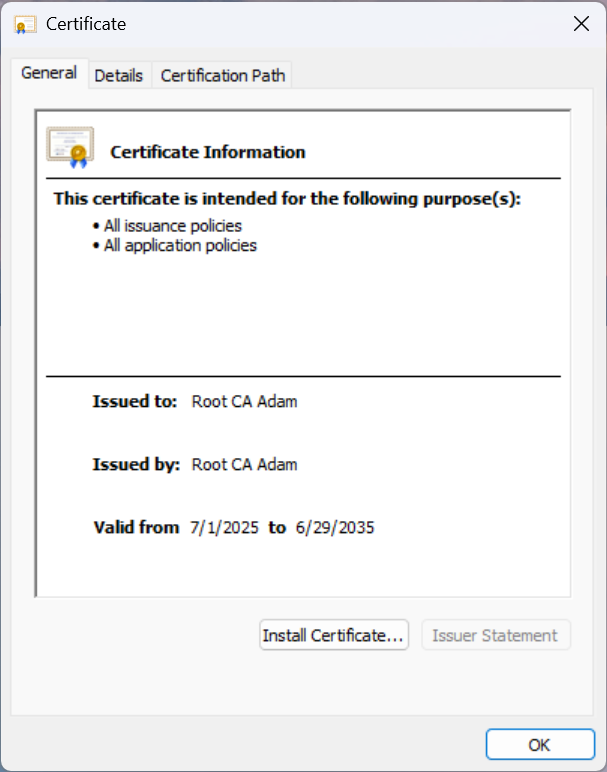 Certificate
General Details Certification Path
Certificate Information
This certificate is intended for the following purpose(s):
• All issuance policies
• All application policies
Issued to: Root CA Adam
Issued by: Root CA Adam
Valid from 7/1/2025 to 6/29/2035
Install Certificate... Issuer Statement
OK